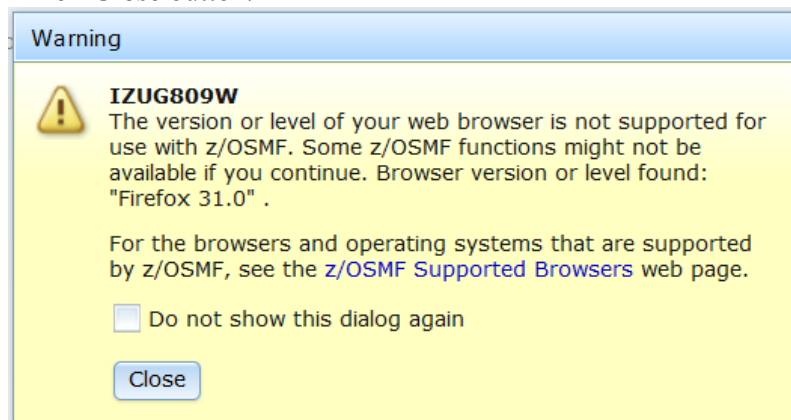 Warning
IZUG809W
The version or level of your web browser is not supported for
use with z/OSMF. Some z/OSMF functions might not be
available if you continue. Browser version or level found:
"Firefox 31.0" .
For the browsers and operating systems that are supported
by z/OSMF, see the z/OSMF Supported Browsers web page.
Do not show this dialog again
Close